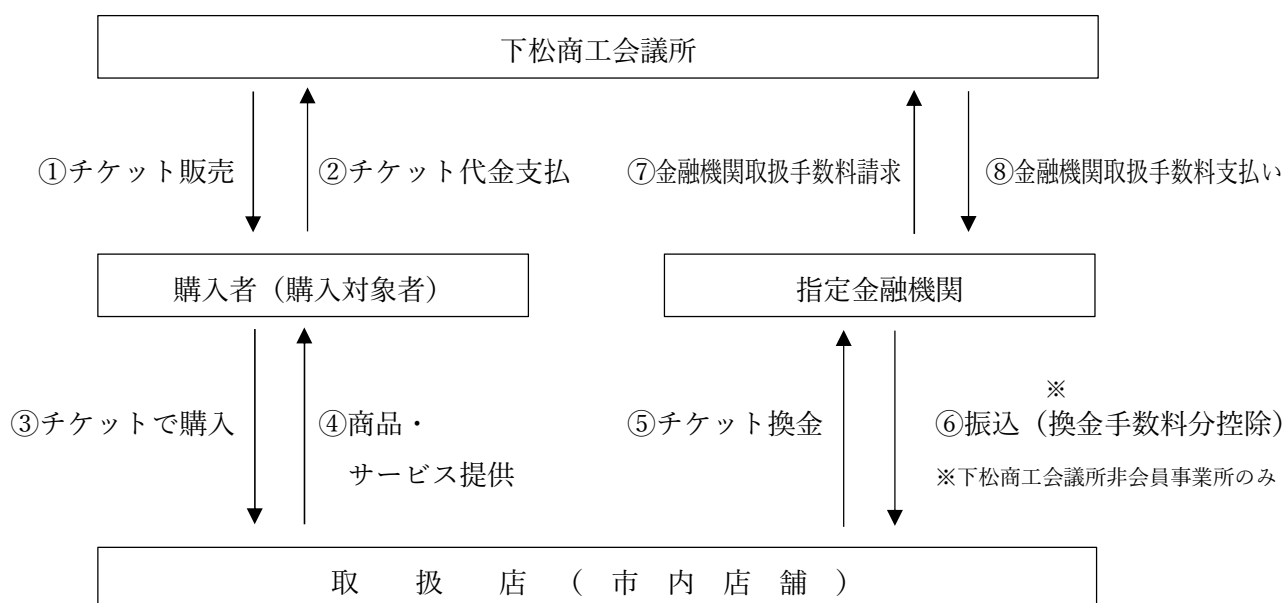 下松商工会議所
①チケット販売
②チケット代金支払
⑦金融機関取扱手数料請求
⑧金融機関取扱手数料支払い
購入者（購入対象者）
指定金融機関
③チケットで購入
④商品・
サービス提供
⑤チケット換金
※
⑥振込（換金手数料分控除）
※下松商工会議所非会員事業所のみ
取扱店（市内店舗）